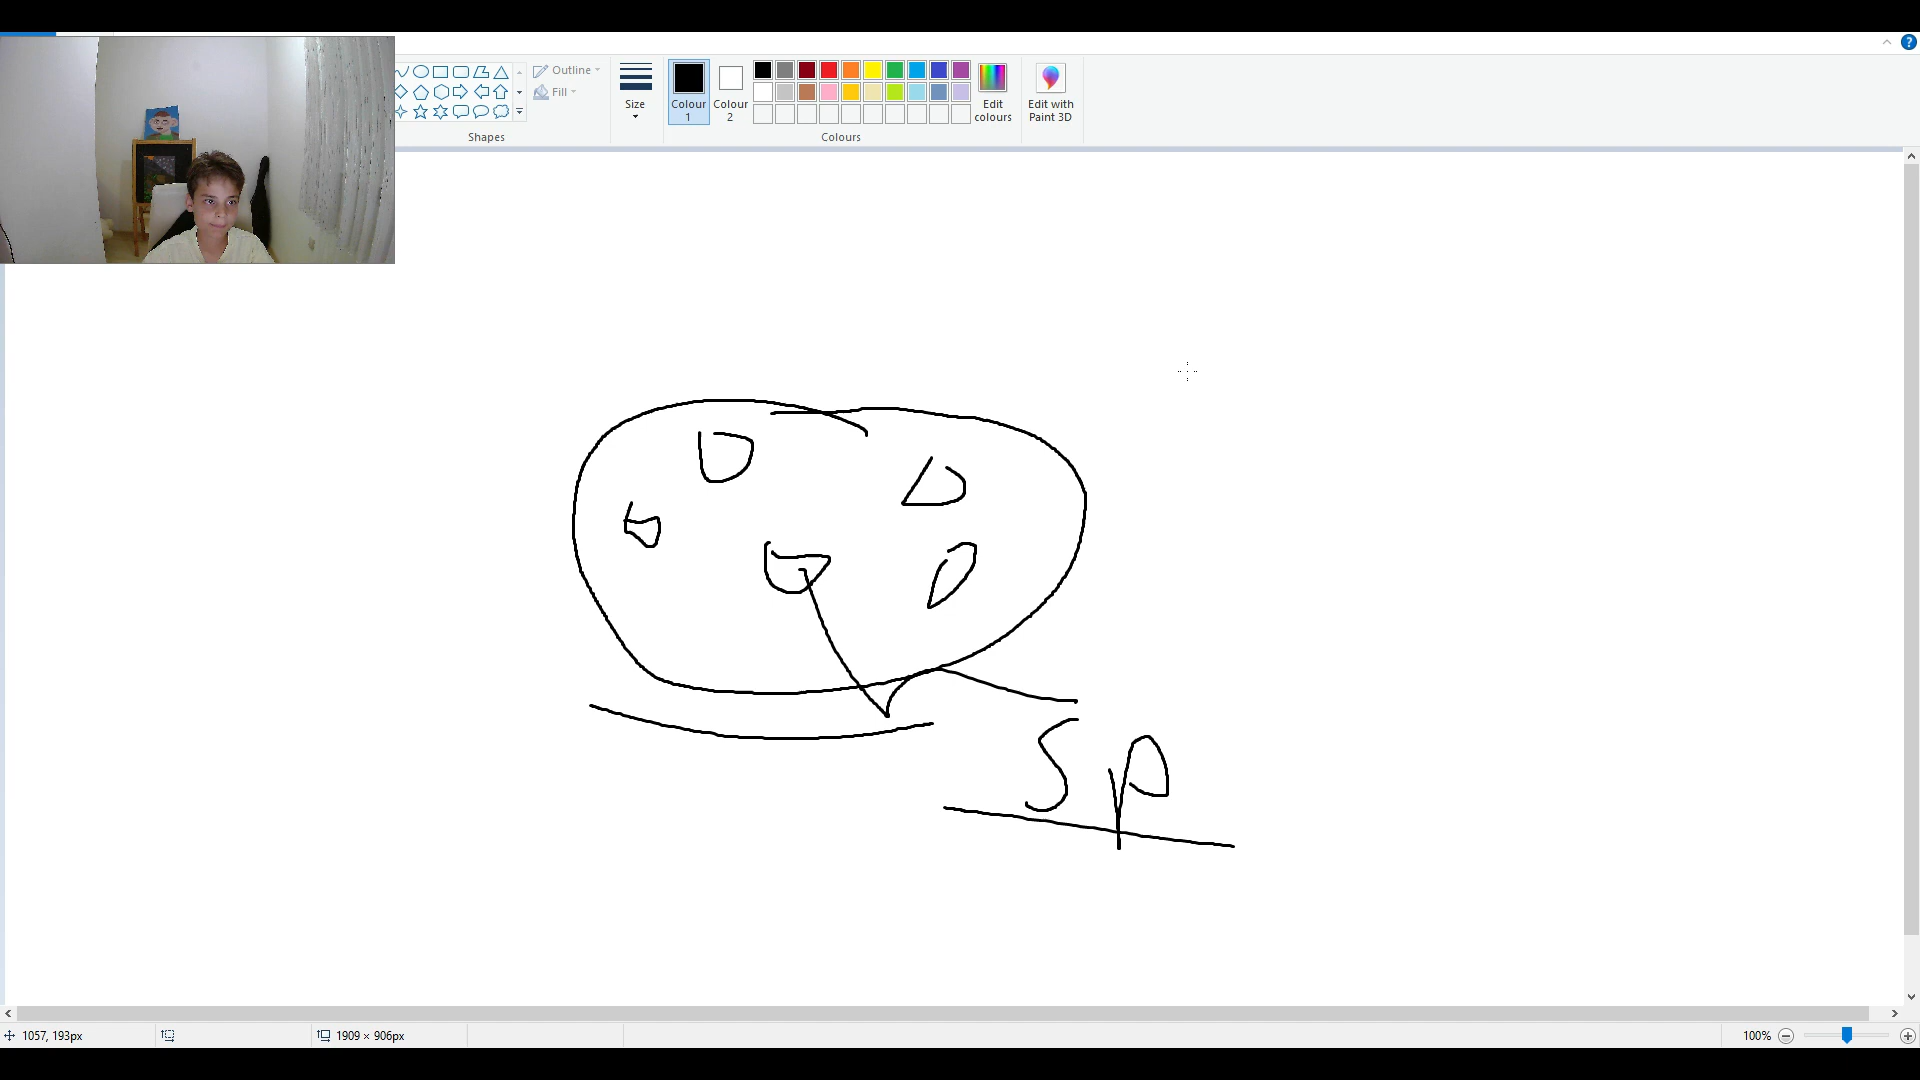 Outline
Fill
Shapes
Size
Colour 1
Colour 2
Edit colours
Edit with Paint 3D
Colours
Sp
1057, 193px
1909 × 906px
100%